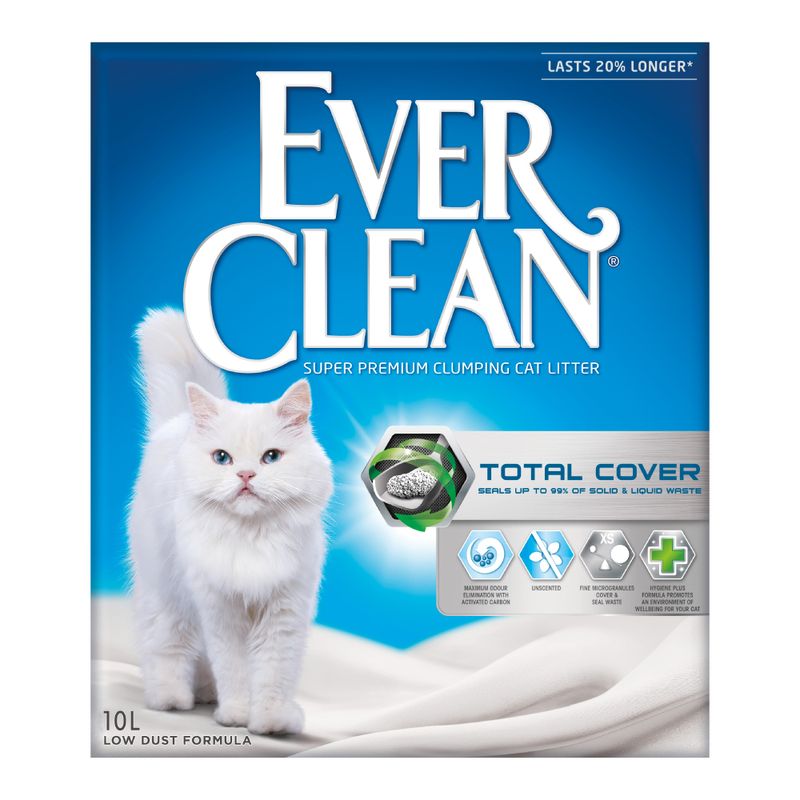 LASTS 20% LONGER*
EVER
CLEAN®
SUPER PREMIUM CLUMPING CAT LITTER
TOTAL COVER
SEALS UP TO 99% OF SOLID & LIQUID WASTE
XS
MAXIMUM ODOUR
ELIMINATION WITH
ACTIVATED CARBON
UNSCENTED
FINE MICROGRANULES
COVER &
SEAL WASTE
HYGIENE PLUS
FORMULA PROMOTES
AN ENVIRONMENT OF
WELLBEING FOR YOUR CAT
10L
LOW DUST FORMULA